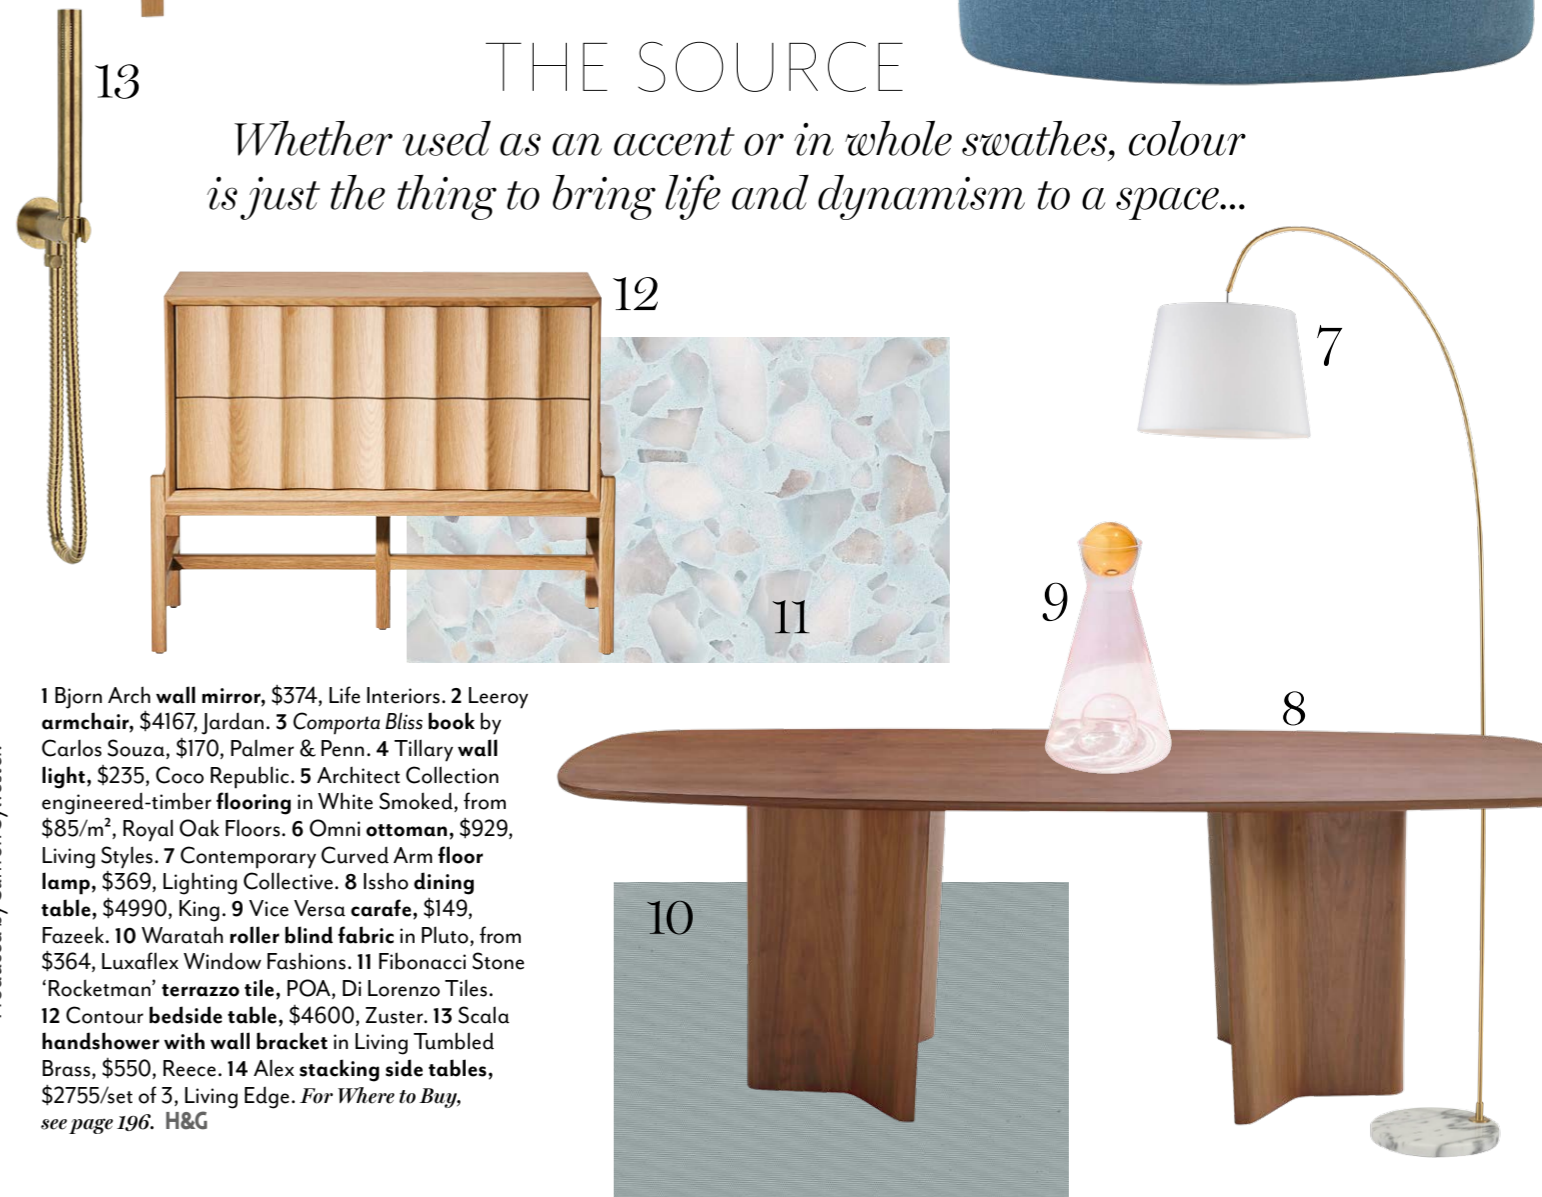 13
THE SOURCE
Whether used as an accent or in whole swathes, colour
is just the thing to bring life and dynamism to a space...
12
7
11
9
8
10
1 Bjorn Arch wall mirror, $374, Life Interiors. 2 Leeroy
armchair, $4167, Jardan. 3 Comporta Bliss book by
Carlos Souza, $170, Palmer & Penn. 4 Tillary wall
light, $235, Coco Republic. 5 Architect Collection
engineered-timber flooring in White Smoked, from
$85/m², Royal Oak Floors. 6 Omni ottoman, $929,
Living Styles. 7 Contemporary Curved Arm floor
lamp, $369, Lighting Collective. 8 Issho dining
table, $4990, King. 9 Vice Versa carafe, $149,
Fazeek. 10 Waratah roller blind fabric in Pluto, from
$364, Luxaflex Window Fashions. 11 Fibonacci Stone
‘Rocketman’ terrazzo tile, POA, Di Lorenzo Tiles.
12 Contour bedside table, $4600, Zuster. 13 Scala
handshower with wall bracket in Living Tumbled
Brass, $550, Reece. 14 Alex stacking side tables,
$2755/set of 3, Living Edge. For Where to Buy,
see page 196. H&G